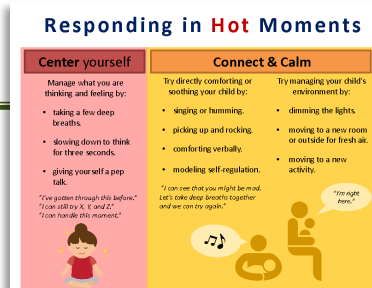 Responding in Hot Moments
Center yourself
Manage what you are
thinking and feeling by:
• taking a few deep
breaths.
• slowing down to think
for three seconds.
• giving yourself a pep
talk.
"I've gotten through this before."
"I can still try X, Y, and Z."
"I can handle this moment."
Connect & Calm
Try directly comforting or
soothing your child by:
• singing or humming.
• picking up and rocking.
• comforting verbally.
• modeling self-regulation.
"I can see that you might be mad.
Let's take deep breaths together
and we can try again."
Try managing your child's
environment by:
• dimming the lights.
• moving to a new room
or outside for fresh air.
• moving to a new
activity.
"I'm right
here."